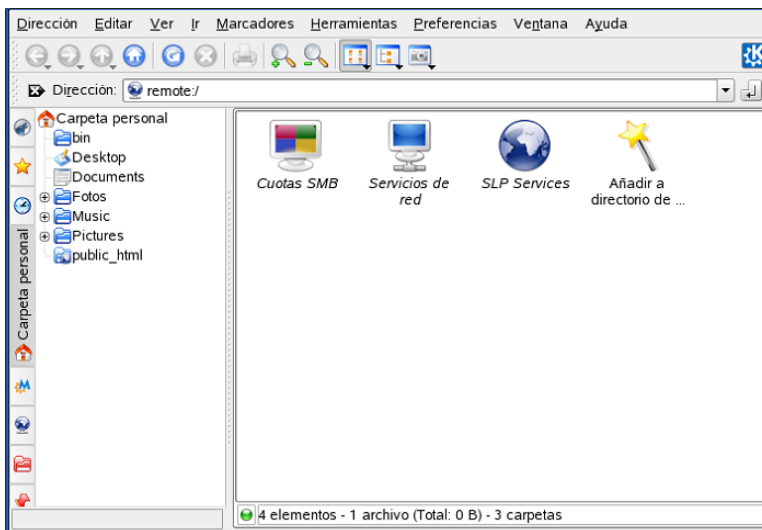 Dirección Editar Ver Ir Marcadores Herramientas Preferencias Ventana Ayuda
Dirección: remote:/
Carpeta personal
bin
Desktop
Documents
Fotos
Music
Pictures
public_html
Carpeta personal
Cuotas SMB
Servicios de
red
SLP Services
Añadir a
directorio de ...
4 elementos - 1 archivo (Total: 0 B) - 3 carpetas